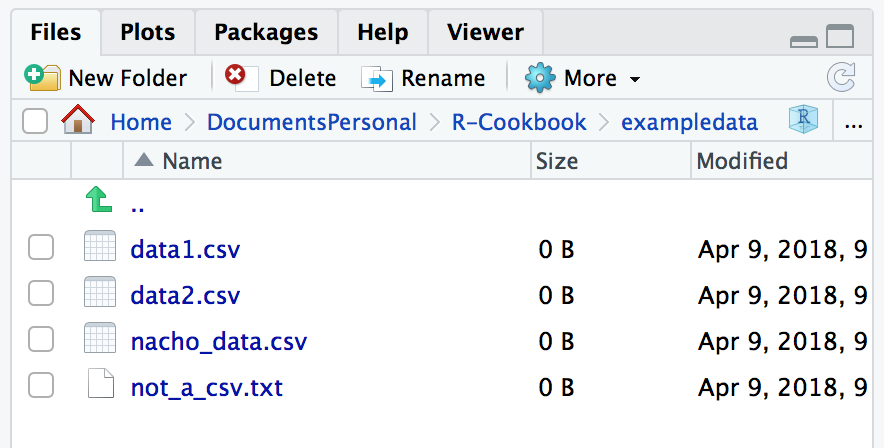 Files Plots Packages Help Viewer
New Folder Delete Rename More
Home DocumentsPersonal R-Cookbook exampledata R ...
Name Size Modified
..
data1.csv 0 B Apr 9, 2018, 9
data2.csv 0 B Apr 9, 2018, 9
nacho_data.csv 0 B Apr 9, 2018, 9
not_a_csv.txt 0 B Apr 9, 2018, 9